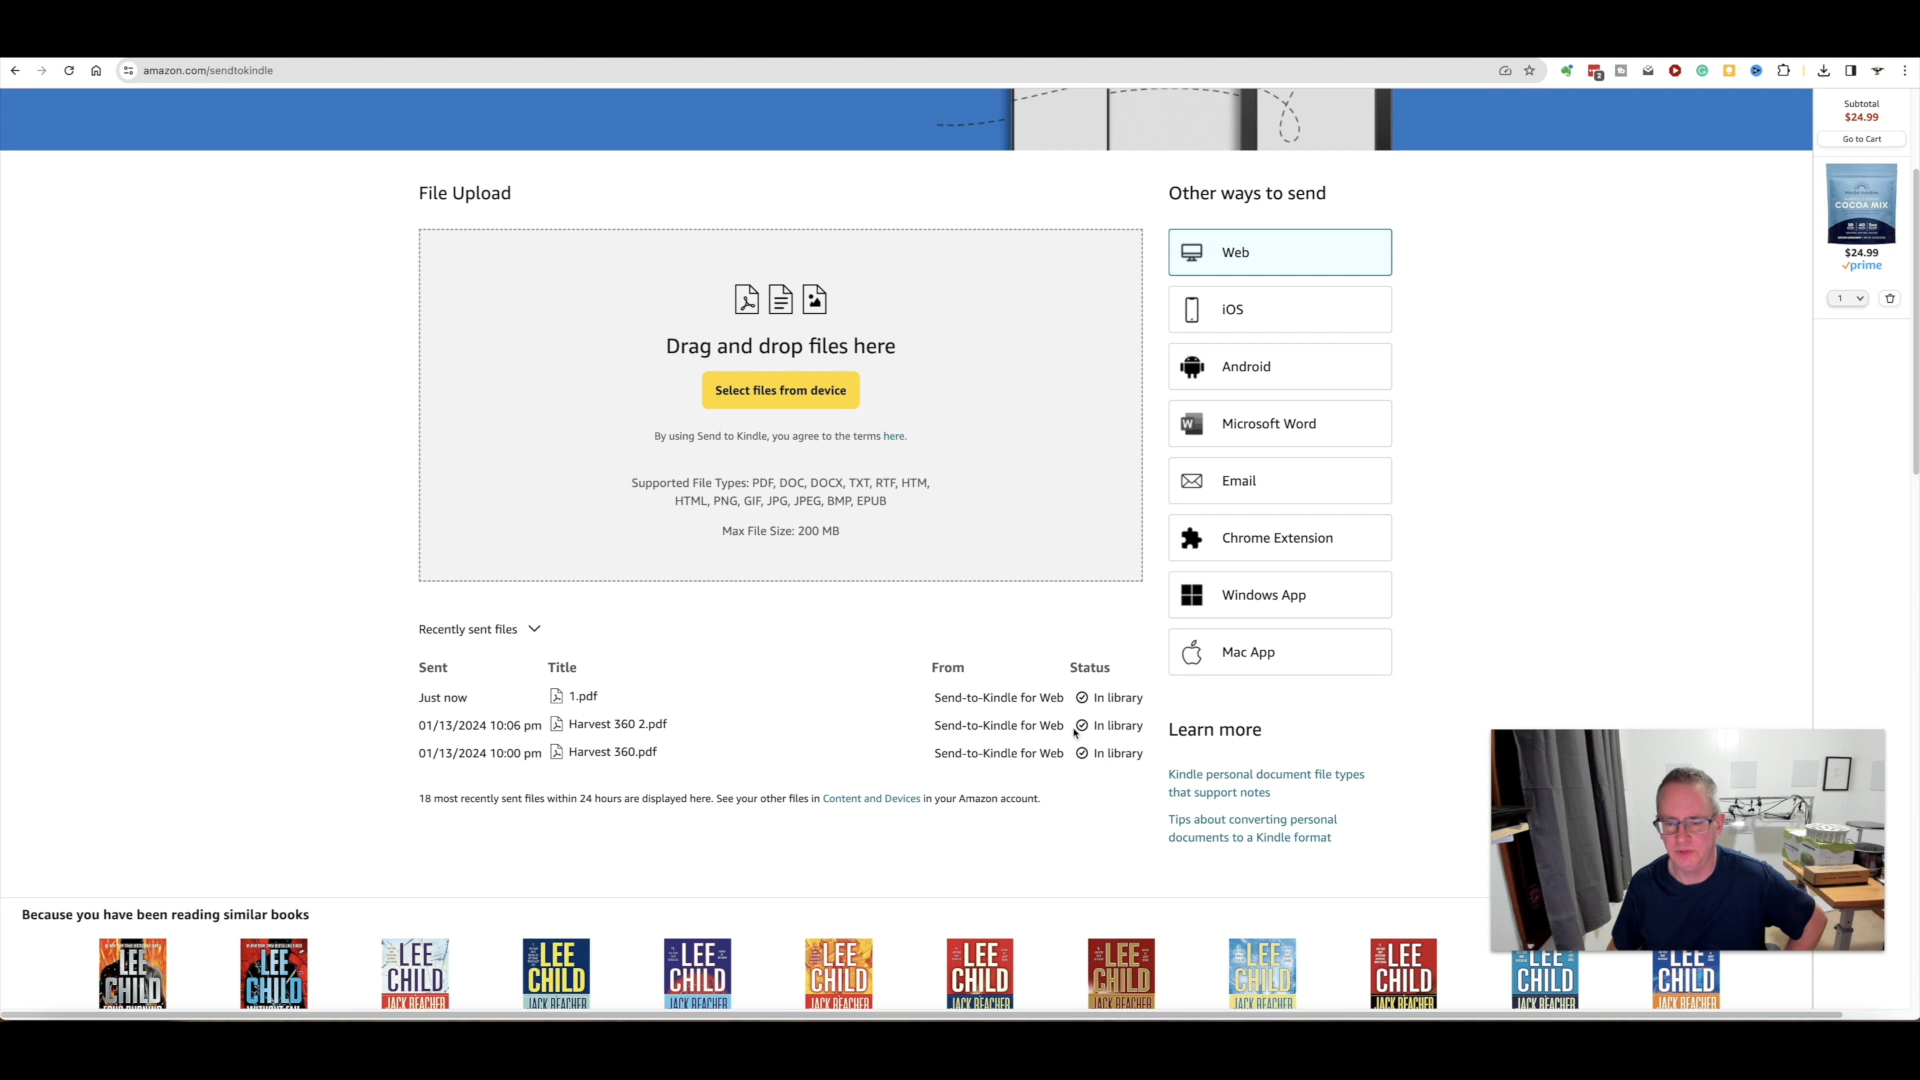 amazon.com/sendtokindle
2
Subtotal
$24.99
Go to Cart
COCOA MIX
$24.99
prime
1
File Upload
Drag and drop files here
Select files from device
By using Send to Kindle, you agree to the terms here.
Supported File Types: PDF, DOC, DOCX, TXT, RTF, HTM,
HTML, PNG, GIF, JPG, JPEG, BMP, EPUB
Max File Size: 200 MB
Other ways to send
Web
iOS
Android
W Microsoft Word
Email
Chrome Extension
Windows App
Mac App
Recently sent files
Sent Title From Status
Just now 1.pdf Send-to-Kindle for Web In library
01/13/2024 10:06 pm Harvest 360 2.pdf Send-to-Kindle for Web In library
01/13/2024 10:00 pm Harvest 360.pdf Send-to-Kindle for Web In library
18 most recently sent files within 24 hours are displayed here. See your other files in Content and Devices in your Amazon account.
Learn more
Kindle personal document file types
that support notes
Tips about converting personal
documents to a Kindle format
Because you have been reading similar books
LEE CHILD
LEE CHILD
LEE CHILD JACK REACHER
LEE CHILD JACK REACHER
LEE CHILD JACK REACHER
LEE CHILD JACK REACHER
LEE CHILD JACK REACHER
LEE CHILD JACK REACHER
LEE CHILD JACK REACHER
LEE CHILD JACK REACHER
LEE CHILD JACK REACHER
LEE CHILD JACK REACHER